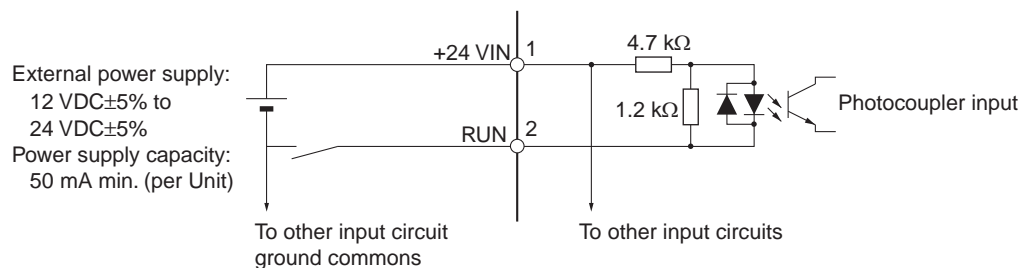 External power supply:
12 VDC±5% to
24 VDC±5%
Power supply capacity:
50 mA min. (per Unit)
+24 VIN
1
RUN
2
4.7 kΩ
1.2 kΩ
Photocoupler input
To other input circuit
ground commons
To other input circuits